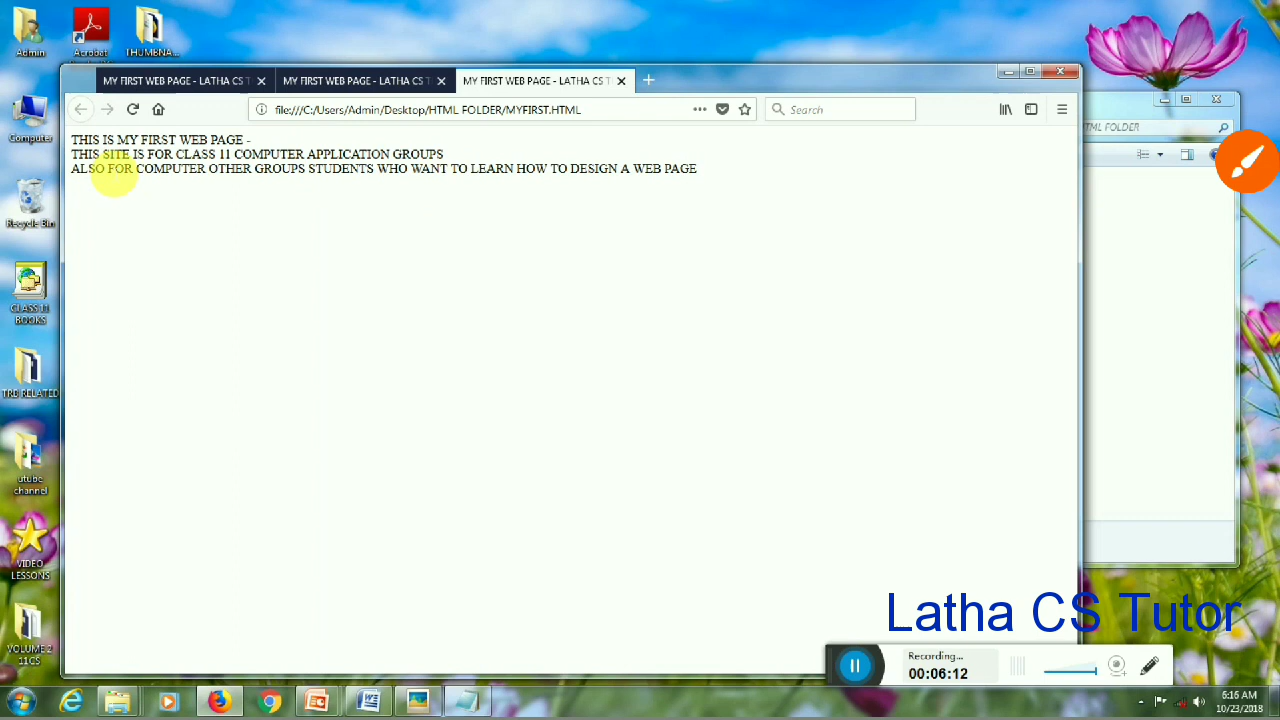 Admin
Acrobat
THUMBNA...
MY FIRST WEB PAGE - LATHA CS T
MY FIRST WEB PAGE - LATHA CS T
MY FIRST WEB PAGE - LATHA CS T
file:///C:/Users/Admin/Desktop/HTML FOLDER/MYFIRST.HTML
Search
HTML FOLDER
THIS IS MY FIRST WEB PAGE -
THIS SITE IS FOR CLASS 11 COMPUTER APPLICATION GROUPS
ALSO FOR COMPUTER OTHER GROUPS STUDENTS WHO WANT TO LEARN HOW TO DESIGN A WEB PAGE
Computer
Recycle Bin
CLASS 11
BOOKS
TRB RELATED
utube
channel
VIDEO
LESSONS
VOLUME 2
11CS
Latha CS Tutor
Recording...
00:06:12
6:16 AM
10/23/2018